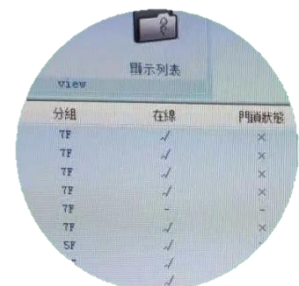 顯示列表
view
分組 在線 門鎖狀態
7F √ ×
7F √ ×
7F √ ×
7F √ ×
7F - -
7F √ ×
5F √
√